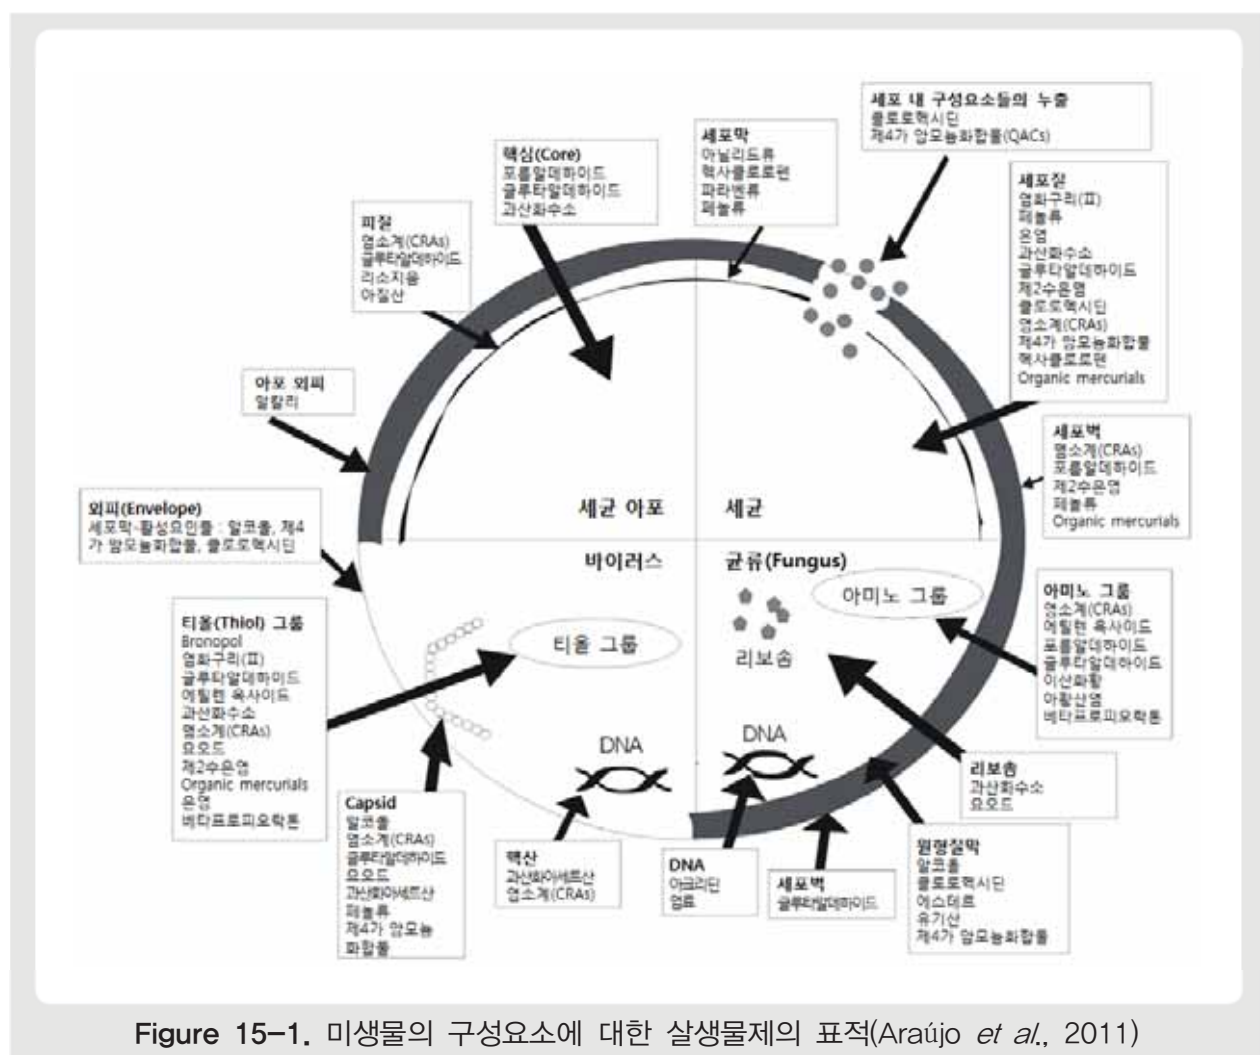 세포 내 구성요소들의 누출
클로로헥시딘
제4가 암모늄화합물(QACs)
세포막
아닐리드류
헥사클로로펜
파라벤류
페놀류
핵심(Core)
포름알데하이드
글루타알데하이드
과산화수소
세포질
염화구리(Ⅱ)
페놀류
은염
과산화수소
글루타알데하이드
제2수은염
클로로헥시딘
염소계(CRAs)
제4가 암모늄화합물
헥사클로로펜
Organic mercurials
피질
염소계(CRAs)
글루타알데하이드
리소지움
아질산
아포 외피
알칼리
세포벽
염소계(CRAs)
포름알데하이드
제2수은염
페놀류
Organic mercurials
외피(Envelope)
세포막-활성요인들 : 알코올, 제4
가 암모늄화합물, 클로로헥시딘
세균 아포
세균
바이러스
균류(Fungus)
아미노 그룹
티올 그룹
리보솜
DNA
DNA
티올(Thiol) 그룹
Bronopol
염화구리(Ⅱ)
글루타알데하이드
에틸렌 옥사이드
과산화수소
염소계(CRAs)
요오드
제2수은염
Organic mercurials
은염
베타프로피오락톤
아미노 그룹
염소계(CRAs)
에틸렌 옥사이드
포름알데하이드
글루타알데하이드
이산화황
아황산염
베타프로피오락톤
리보솜
과산화수소
요오드
Capsid
알코올
염소계(CRAs)
글루타알데하이드
요오드
과산화아세트산
페놀류
제4가 암모늄
화합물
핵산
과산화아세트산
염소계(CRAs)
DNA
아크리딘
염료
세포벽
글루타알데하이드
원형질막
알코올
클로로헥시딘
에스테르
유기산
제4가 암모늄화합물
Figure 15-1. 미생물의 구성요소에 대한 살생물제의 표적(Araújo et al., 2011)